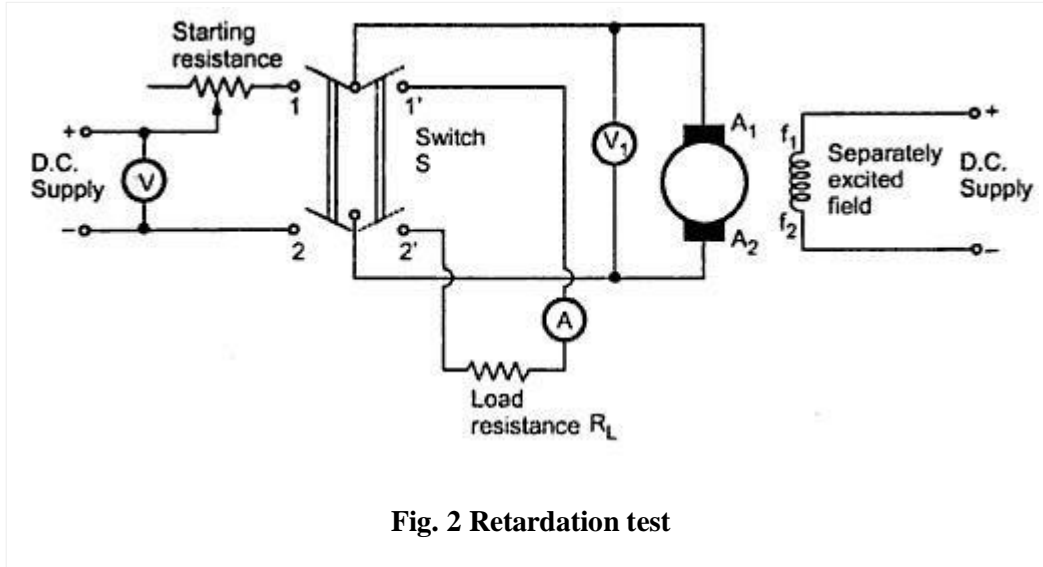 Starting
resistance
1
1'
+
D.C.
Supply
V
−
2
2'
Switch
S
V1
A1
A2
f1
f2
Separately
excited
field
+
D.C.
Supply
−
A
Load
resistance RL
Fig. 2 Retardation test